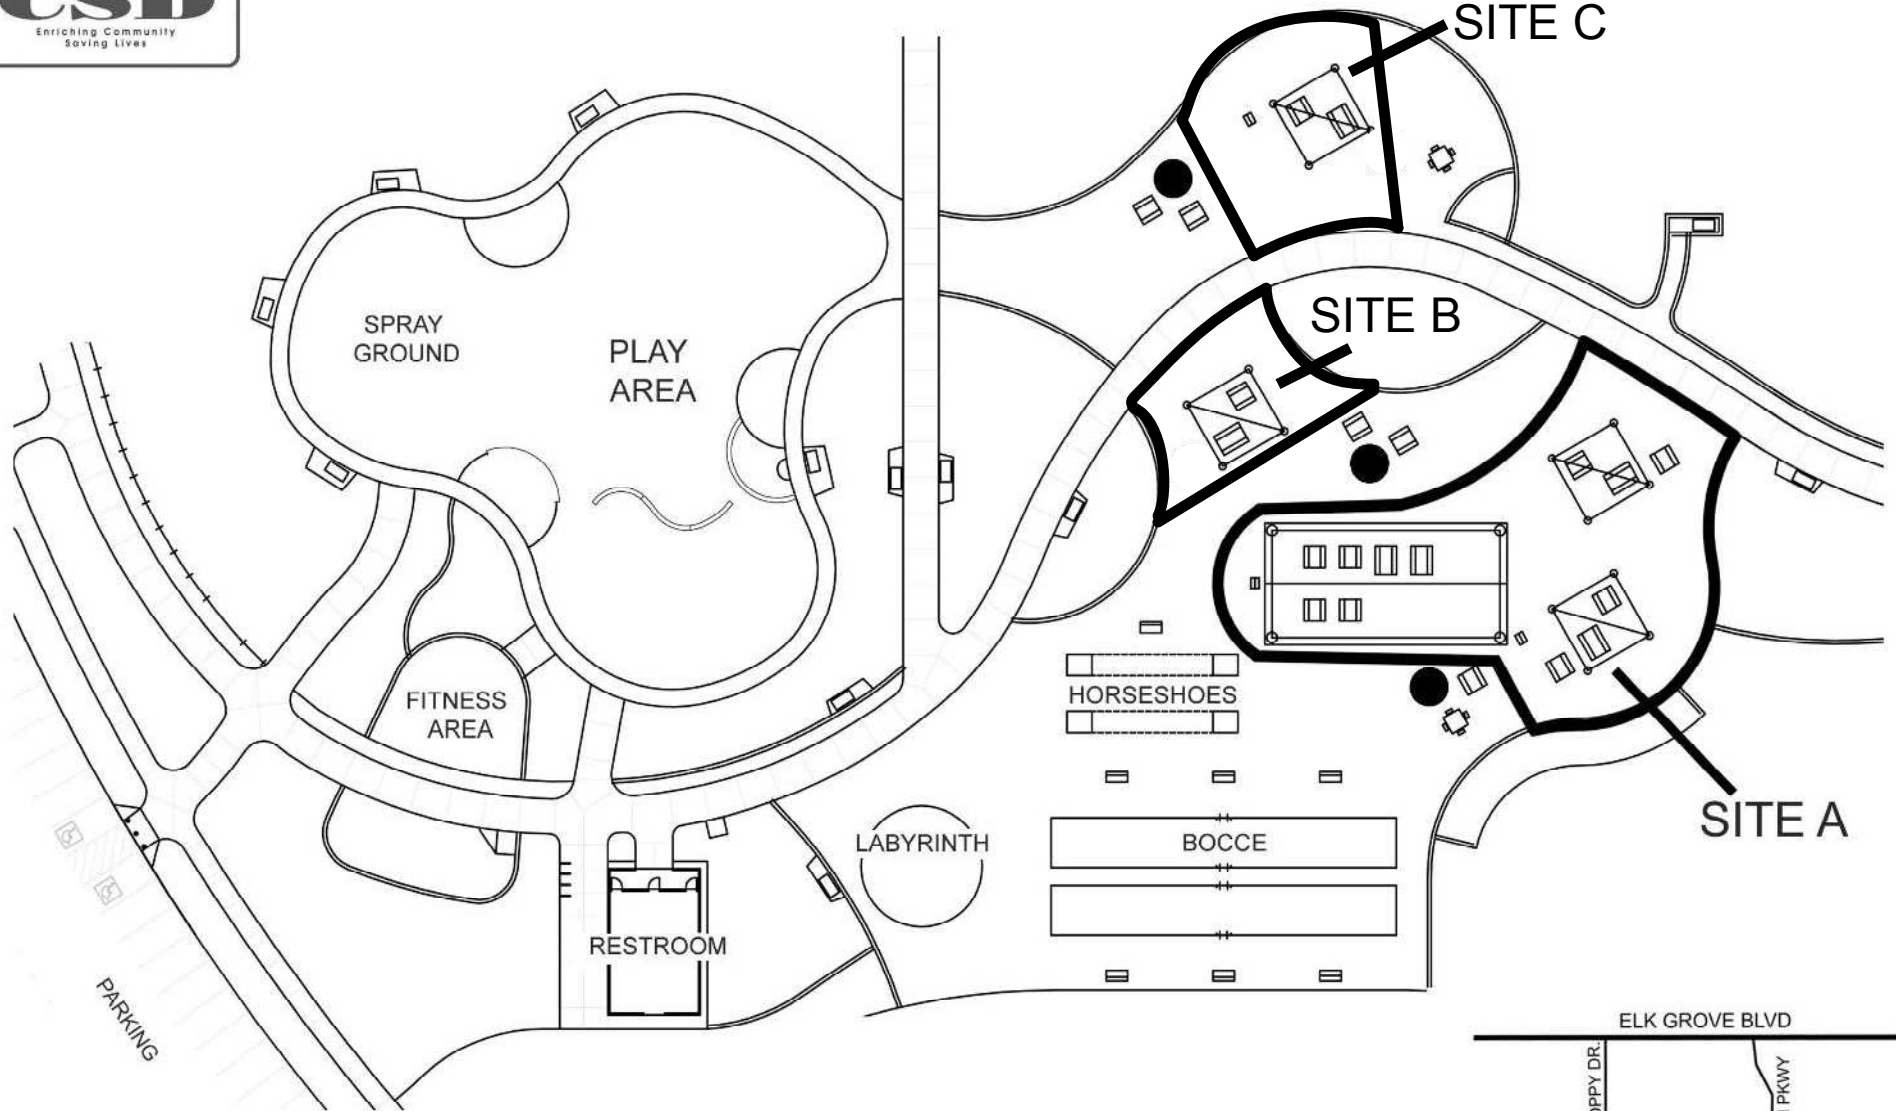 Enriching Community
Saving Lives
SITE C
SITE B
SPRAY
GROUND
PLAY
AREA
FITNESS
AREA
HORSESHOES
SITE A
LABYRINTH
BOCCE
RESTROOM
PARKING
ELK GROVE BLVD
DR.
PKWY